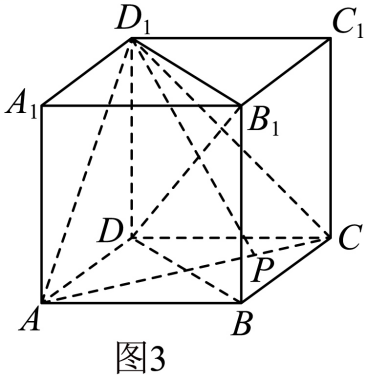 D₁ C₁
A₁ B₁
D C
P
A B
图3